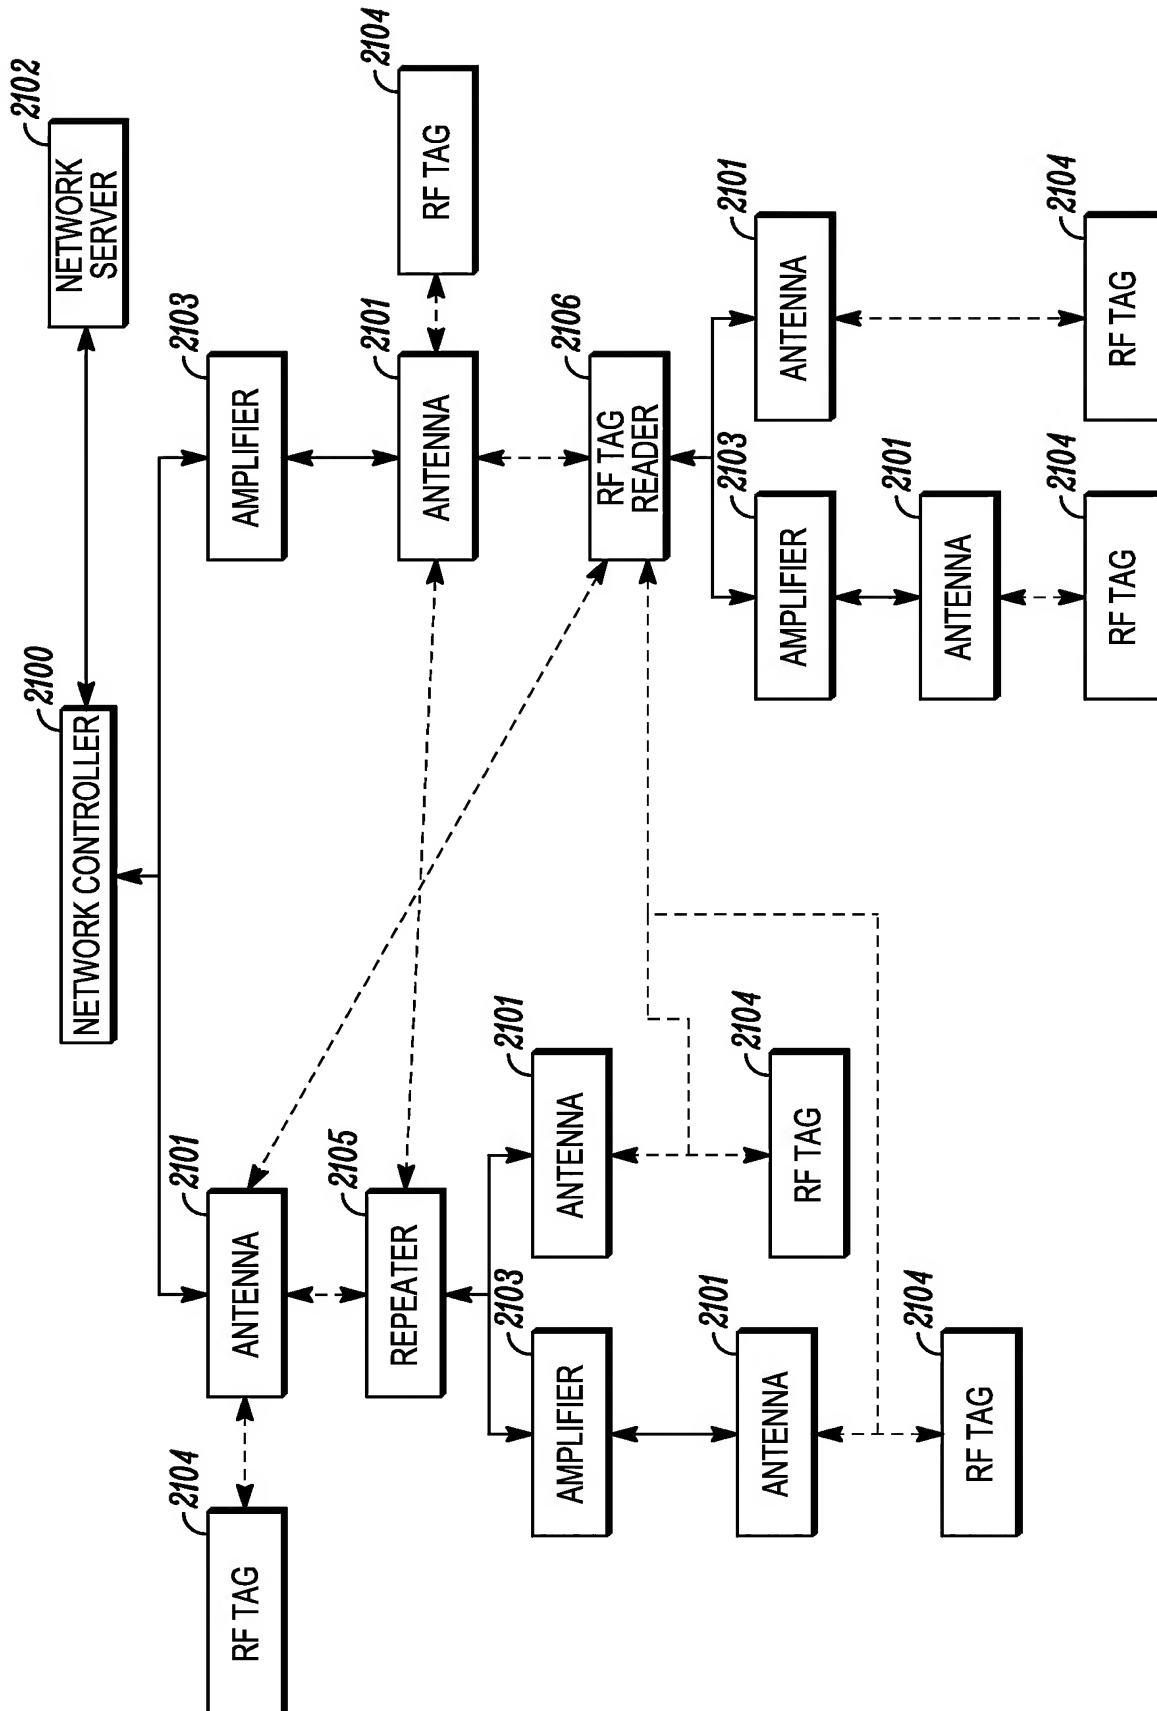 2102
NETWORK
SERVER
2100
NETWORK CONTROLLER
2104
RF TAG
2101
ANTENNA
2103
AMPLIFIER
2105
REPEATER
2101
ANTENNA
2104
RF TAG
2103
AMPLIFIER
2101
ANTENNA
2101
ANTENNA
2104
RF TAG
2104
RF TAG
2106
RF TAG
READER
2103
AMPLIFIER
2101
ANTENNA
2101
ANTENNA
2104
RF TAG
2104
RF TAG